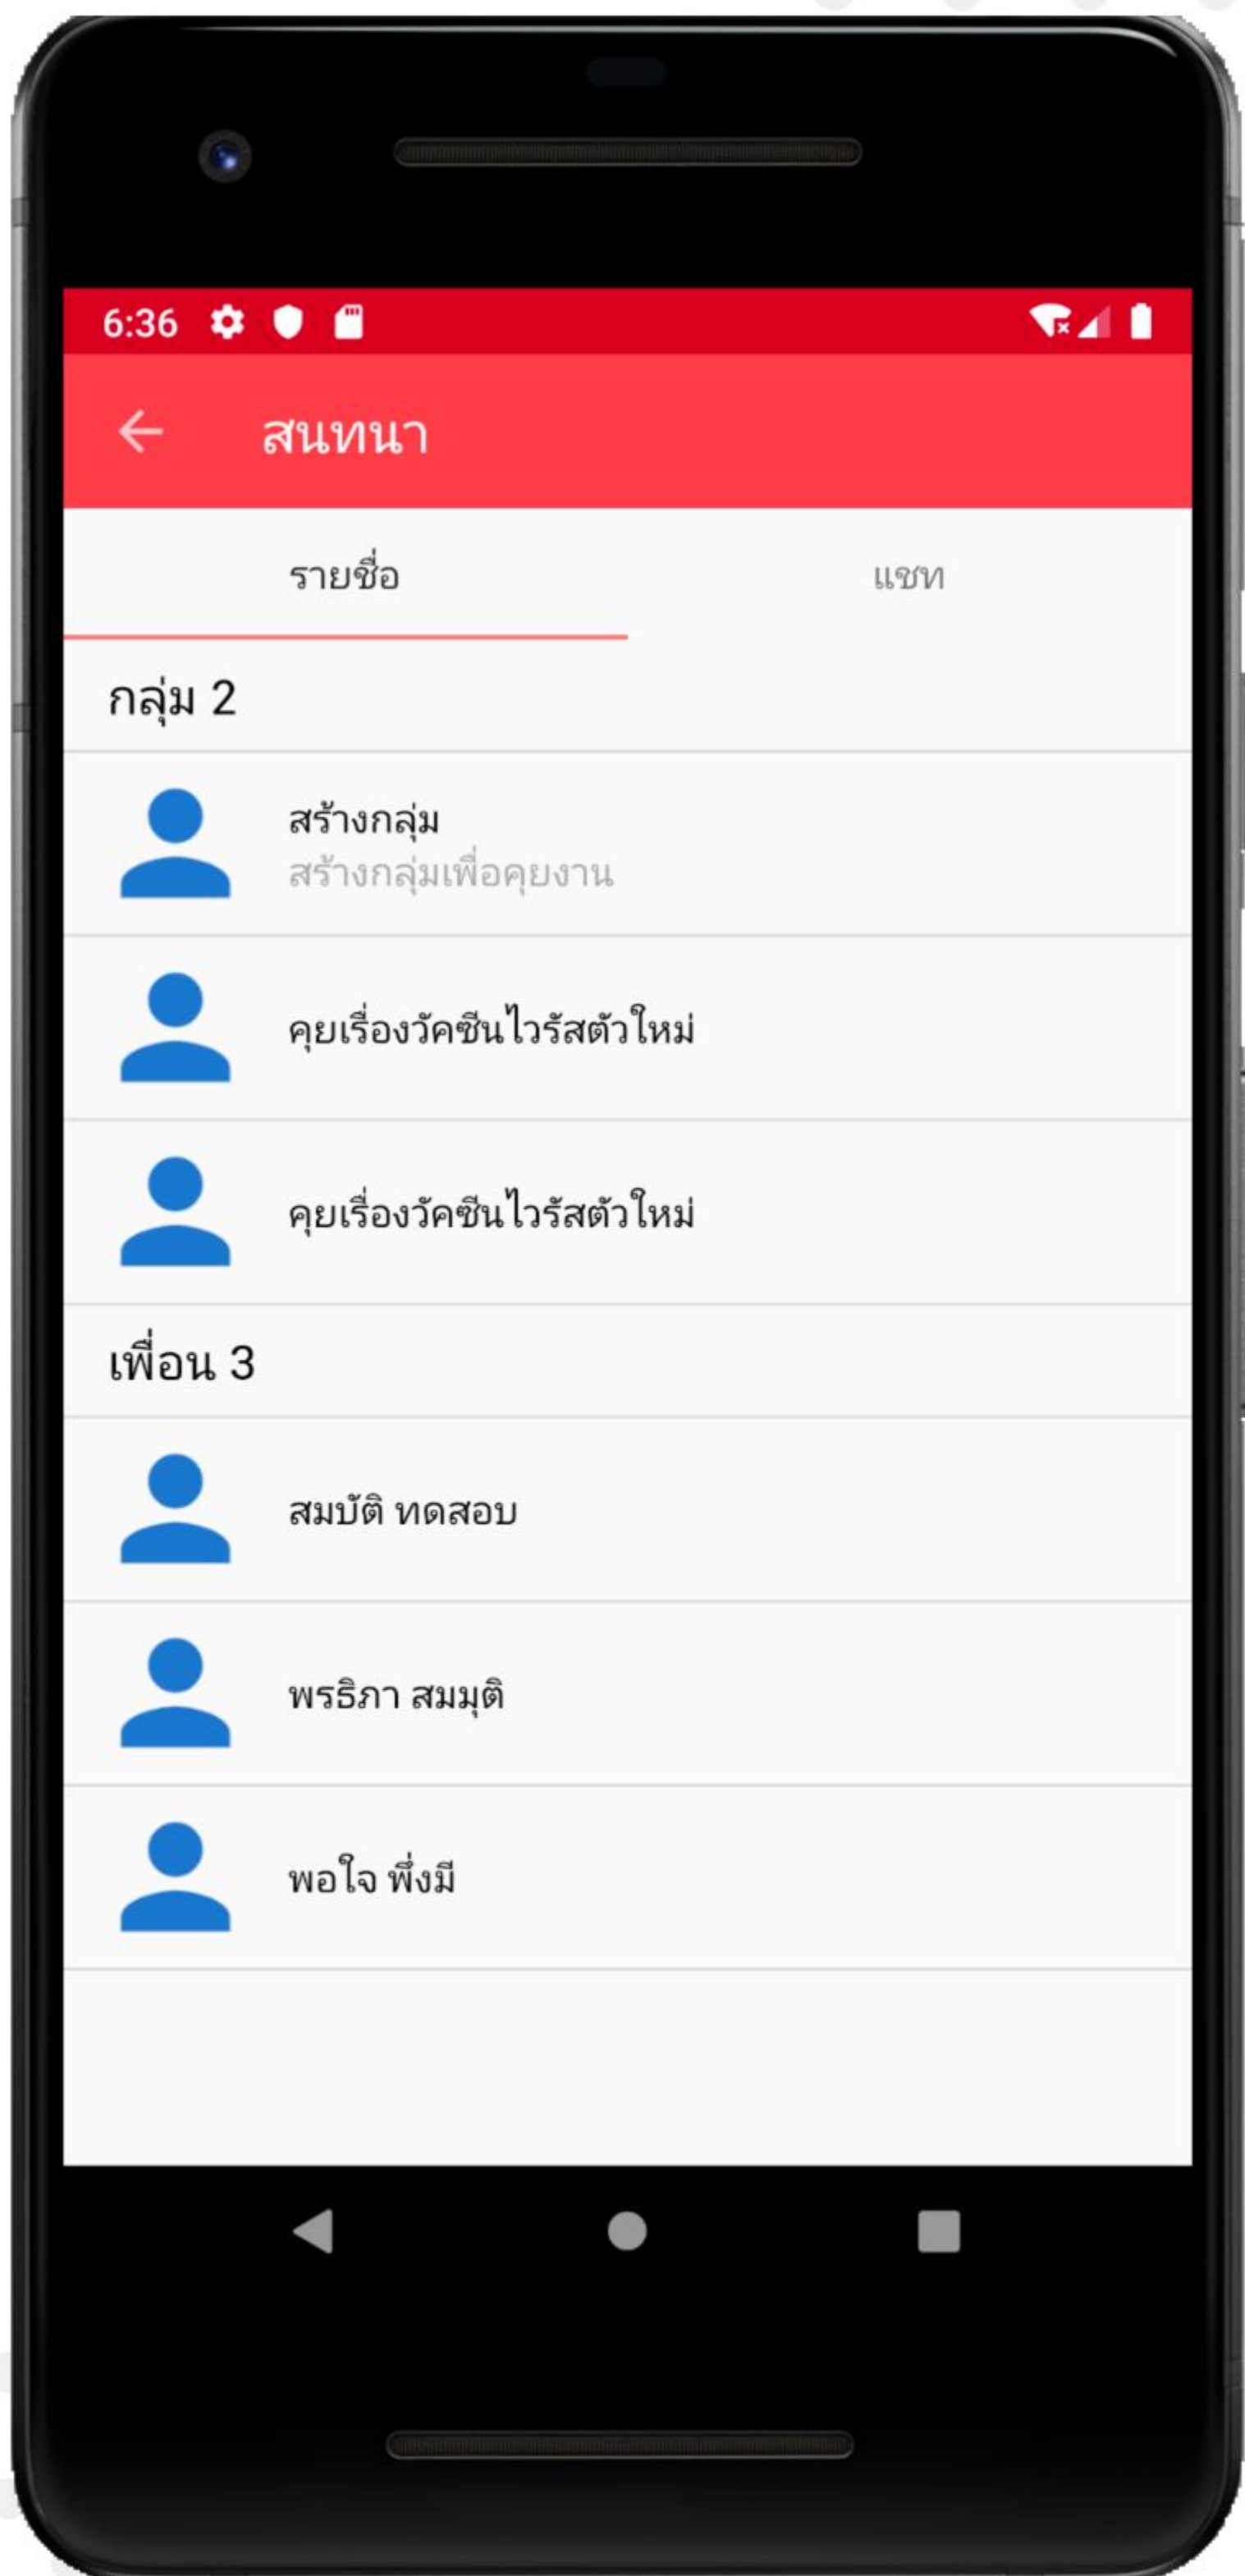 6:36
สนทนา
รายชื่อ
แชท
กลุ่ม 2
สร้างกลุ่ม
สร้างกลุ่มเพื่อคุยงาน
คุยเรื่องวัคซีนไวรัสตัวใหม่
คุยเรื่องวัคซีนไวรัสตัวใหม่
เพื่อน 3
สมบัติ ทดสอบ
พรธิภา สมมุติ
พอใจ พึ่งมี